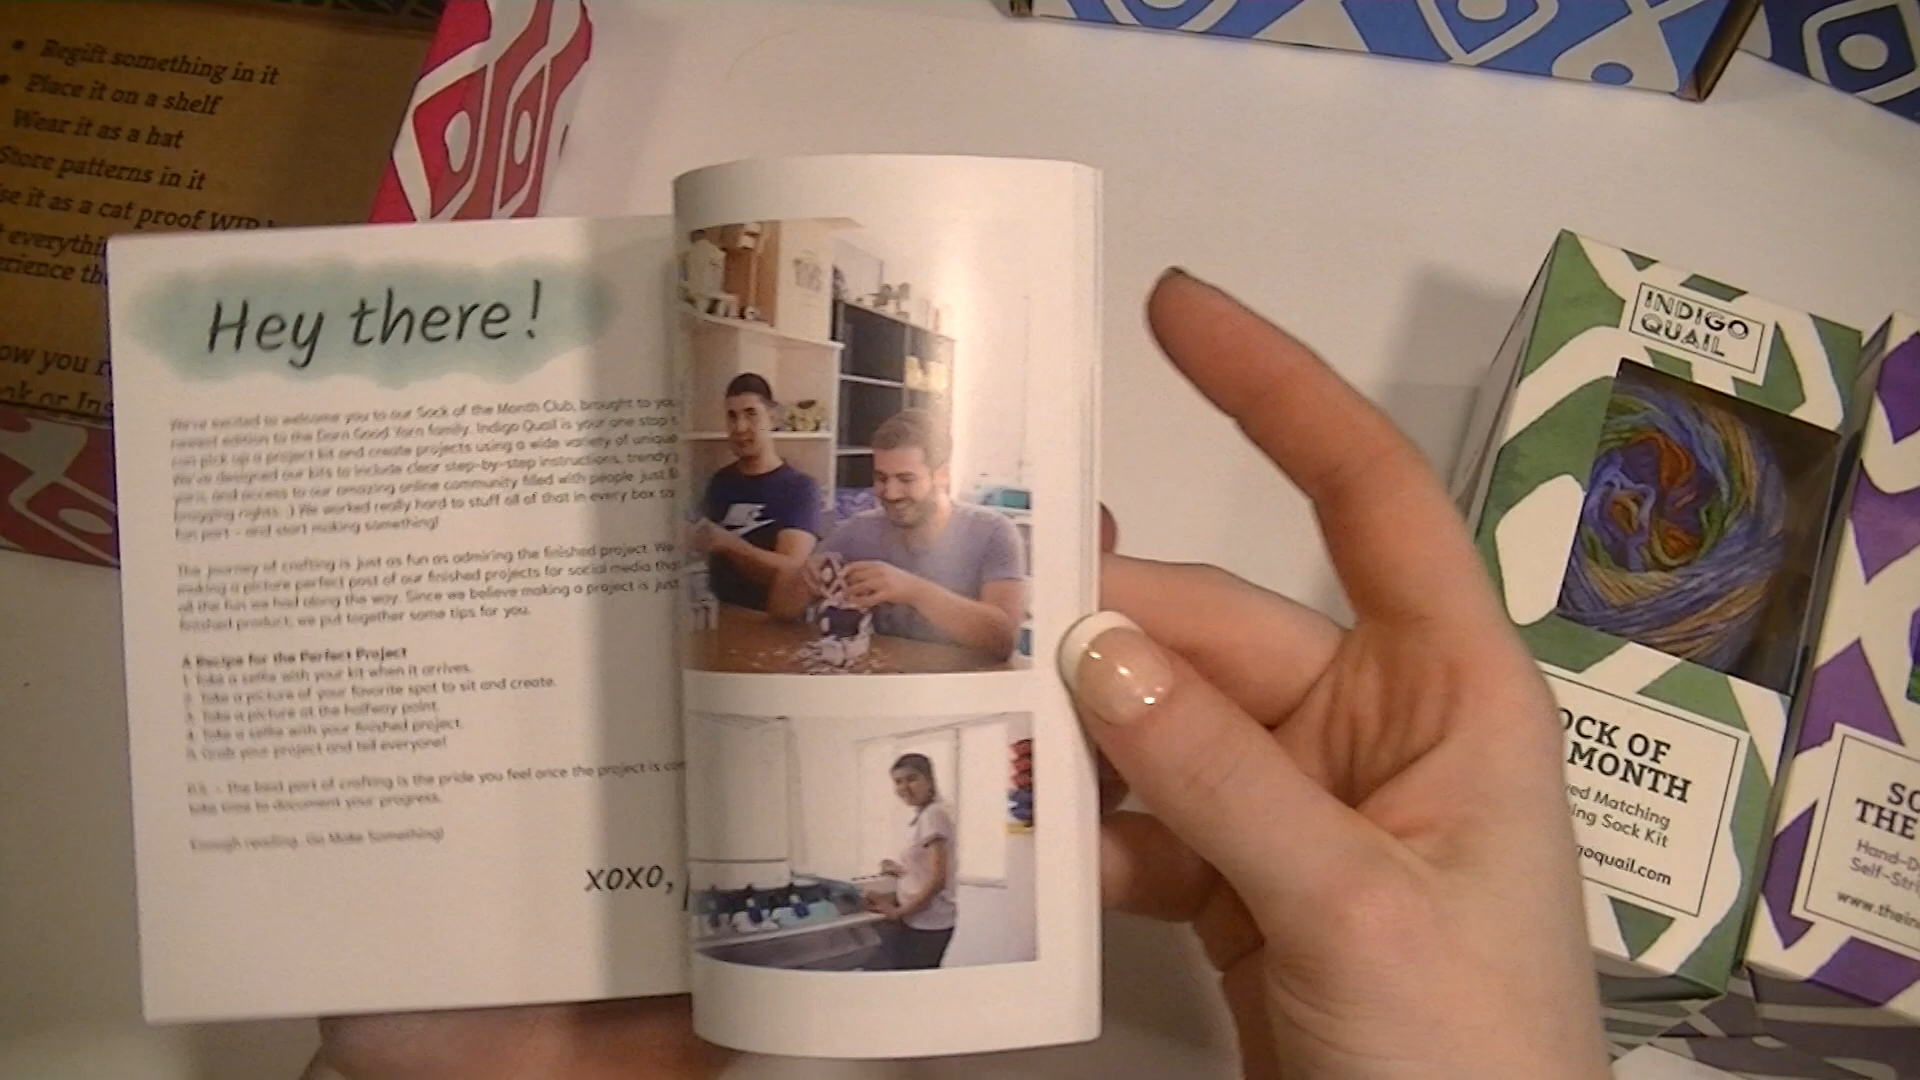 Regift something in it
Place it on a shelf
Wear it as a hat
Store patterns in it
it as a cat proof WIP
Hey there!
We're excited to welcome you to our Sock of the Month Club, brought to you
newest edition to the Darn Good Yarn family. Indigo Quail is your one stop
can pick up a project kit and create projects using a wide variety of unique
We've designed our kits to include clear step-by-step instructions, trendy
yarn, and access to our amazing online community filled with people just
bragging rights. :) We worked really hard to stuff all of that in every box so
fun part - and start making something!
The journey of crafting is just as fun as admiring the finished project. We
making a picture perfect post of our finished projects for social media that
all the fun we had along the way. Since we believe making a project is just
finished product, we put together some tips for you.
A Recipe for the Perfect Project
1. Take a selfie with your kit when it arrives.
2. Take a picture of your favorite spot to sit and create.
3. Take a picture at the halfway point.
4. Take a selfie with your finished project.
5. Grab your project and tell everyone!
P.S. - The best part of crafting is the pride you feel once the project is
take time to document your progress.
Enough reading. Go Make Something!
xoxo,
INDIGO
QUAIL
OCK OF
MONTH
Matching
Sock Kit
oquail.com
THE
Hand-D
Self-Str
www.thein